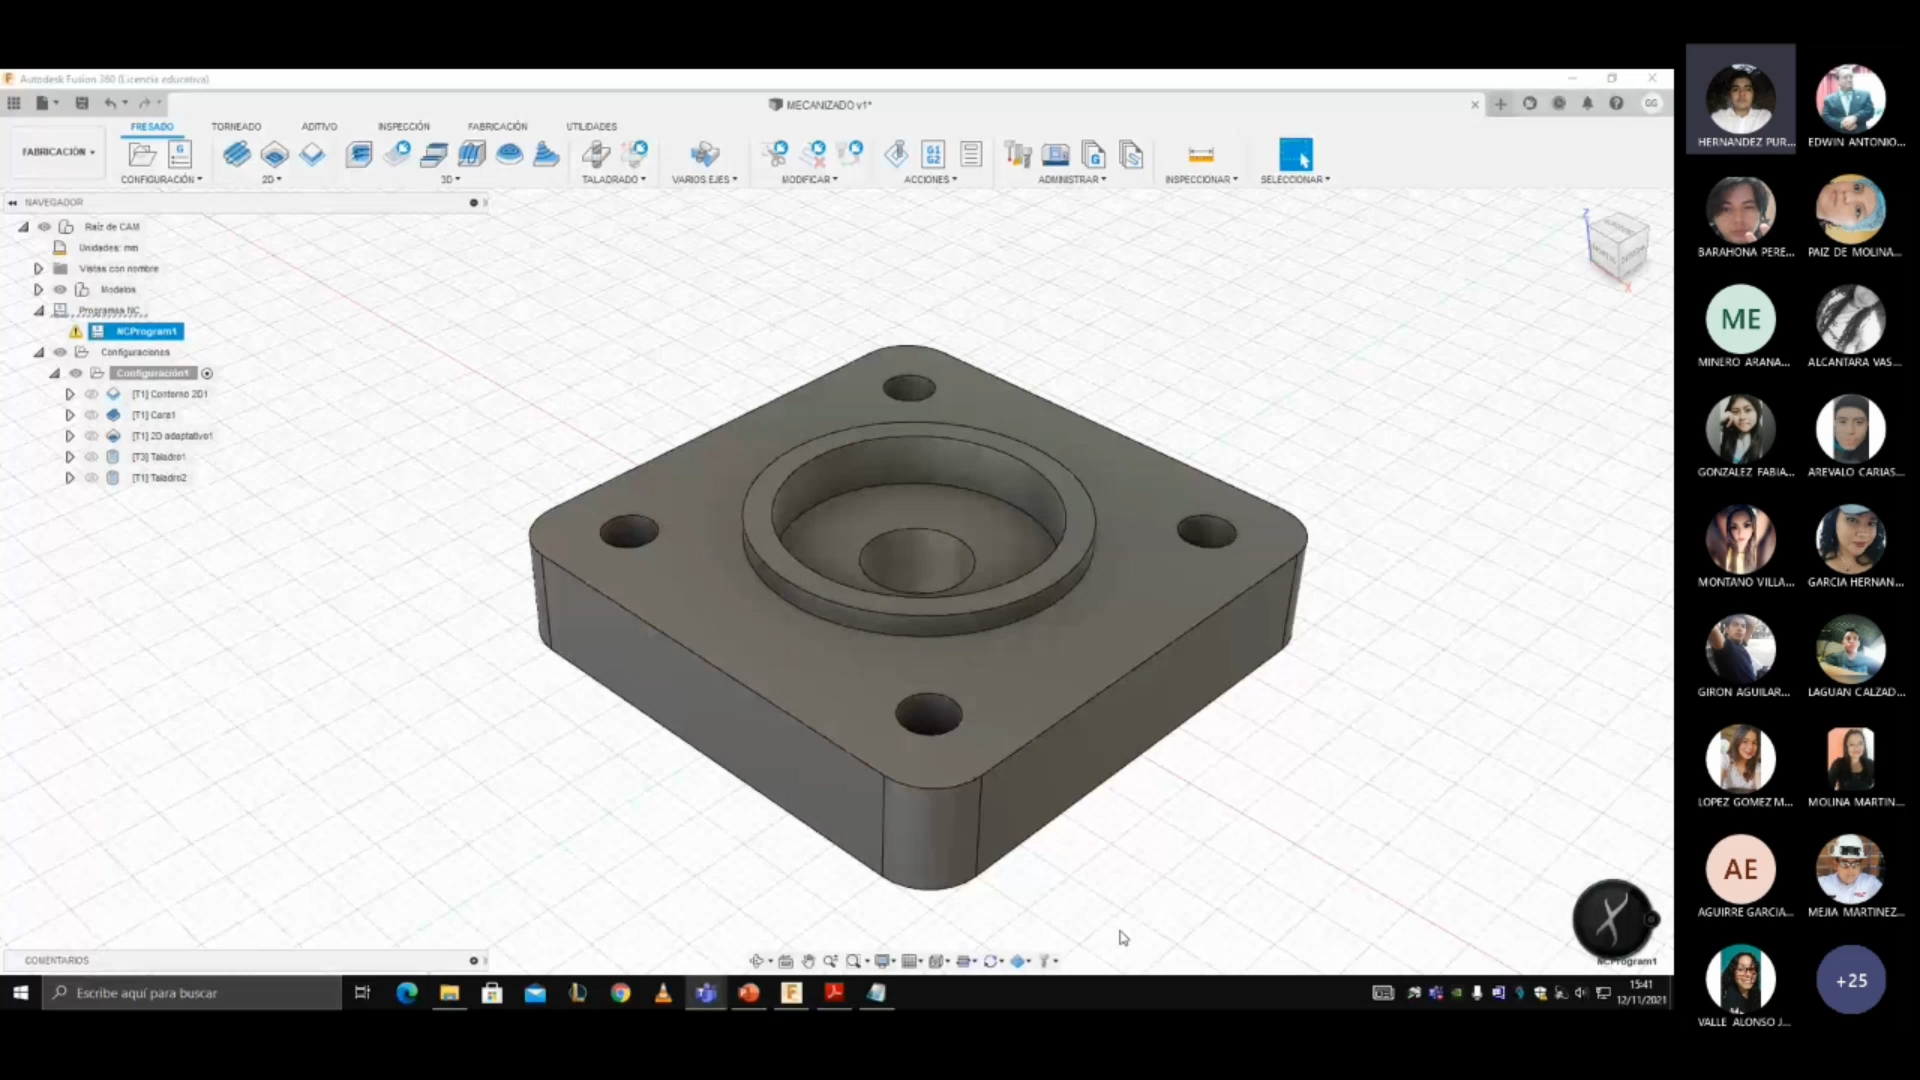 Autodesk Fusion 360 (Licencia educativa)
MECANIZADO v1*
GG
FRESADO TORNEADO ADITIVO INSPECCIÓN FABRICACIÓN UTILIDADES
FABRICACIÓN
G G1 G2 G
CONFIGURACIÓN 2D 3D TALADRADO VARIOS EJES MODIFICAR ACCIONES ADMINISTRAR INSPECCIONAR SELECCIONAR
NAVEGADOR
Raíz de CAM
Unidades: mm
Vistas con nombre
Modelos
Programas NC
NCProgram1
Configuraciones
Configuración1
[T1] Contorno 2D1
[T1] Cara1
[T1] 2D adaptativo1
[T3] Taladro1
[T1] Taladro2
Z
X
NCProgram1
COMENTARIOS
Escribe aquí para buscar
15:41
12/11/2021
HERNANDEZ PUR...
EDWIN ANTONIO...
BARAHONA PERE...
PAIZ DE MOLINA...
ME
MINERO ARANA...
ALCANTARA VAS...
GONZALEZ FABIA...
AREVALO CARIAS...
MONTANO VILLA...
GARCIA HERNAN...
GIRON AGUILAR...
LAGUAN CALZAD...
LOPEZ GOMEZ M...
MOLINA MARTIN...
AE
AGUIRRE GARCIA...
MEJIA MARTINEZ...
VALLE ALONSO J...
+25